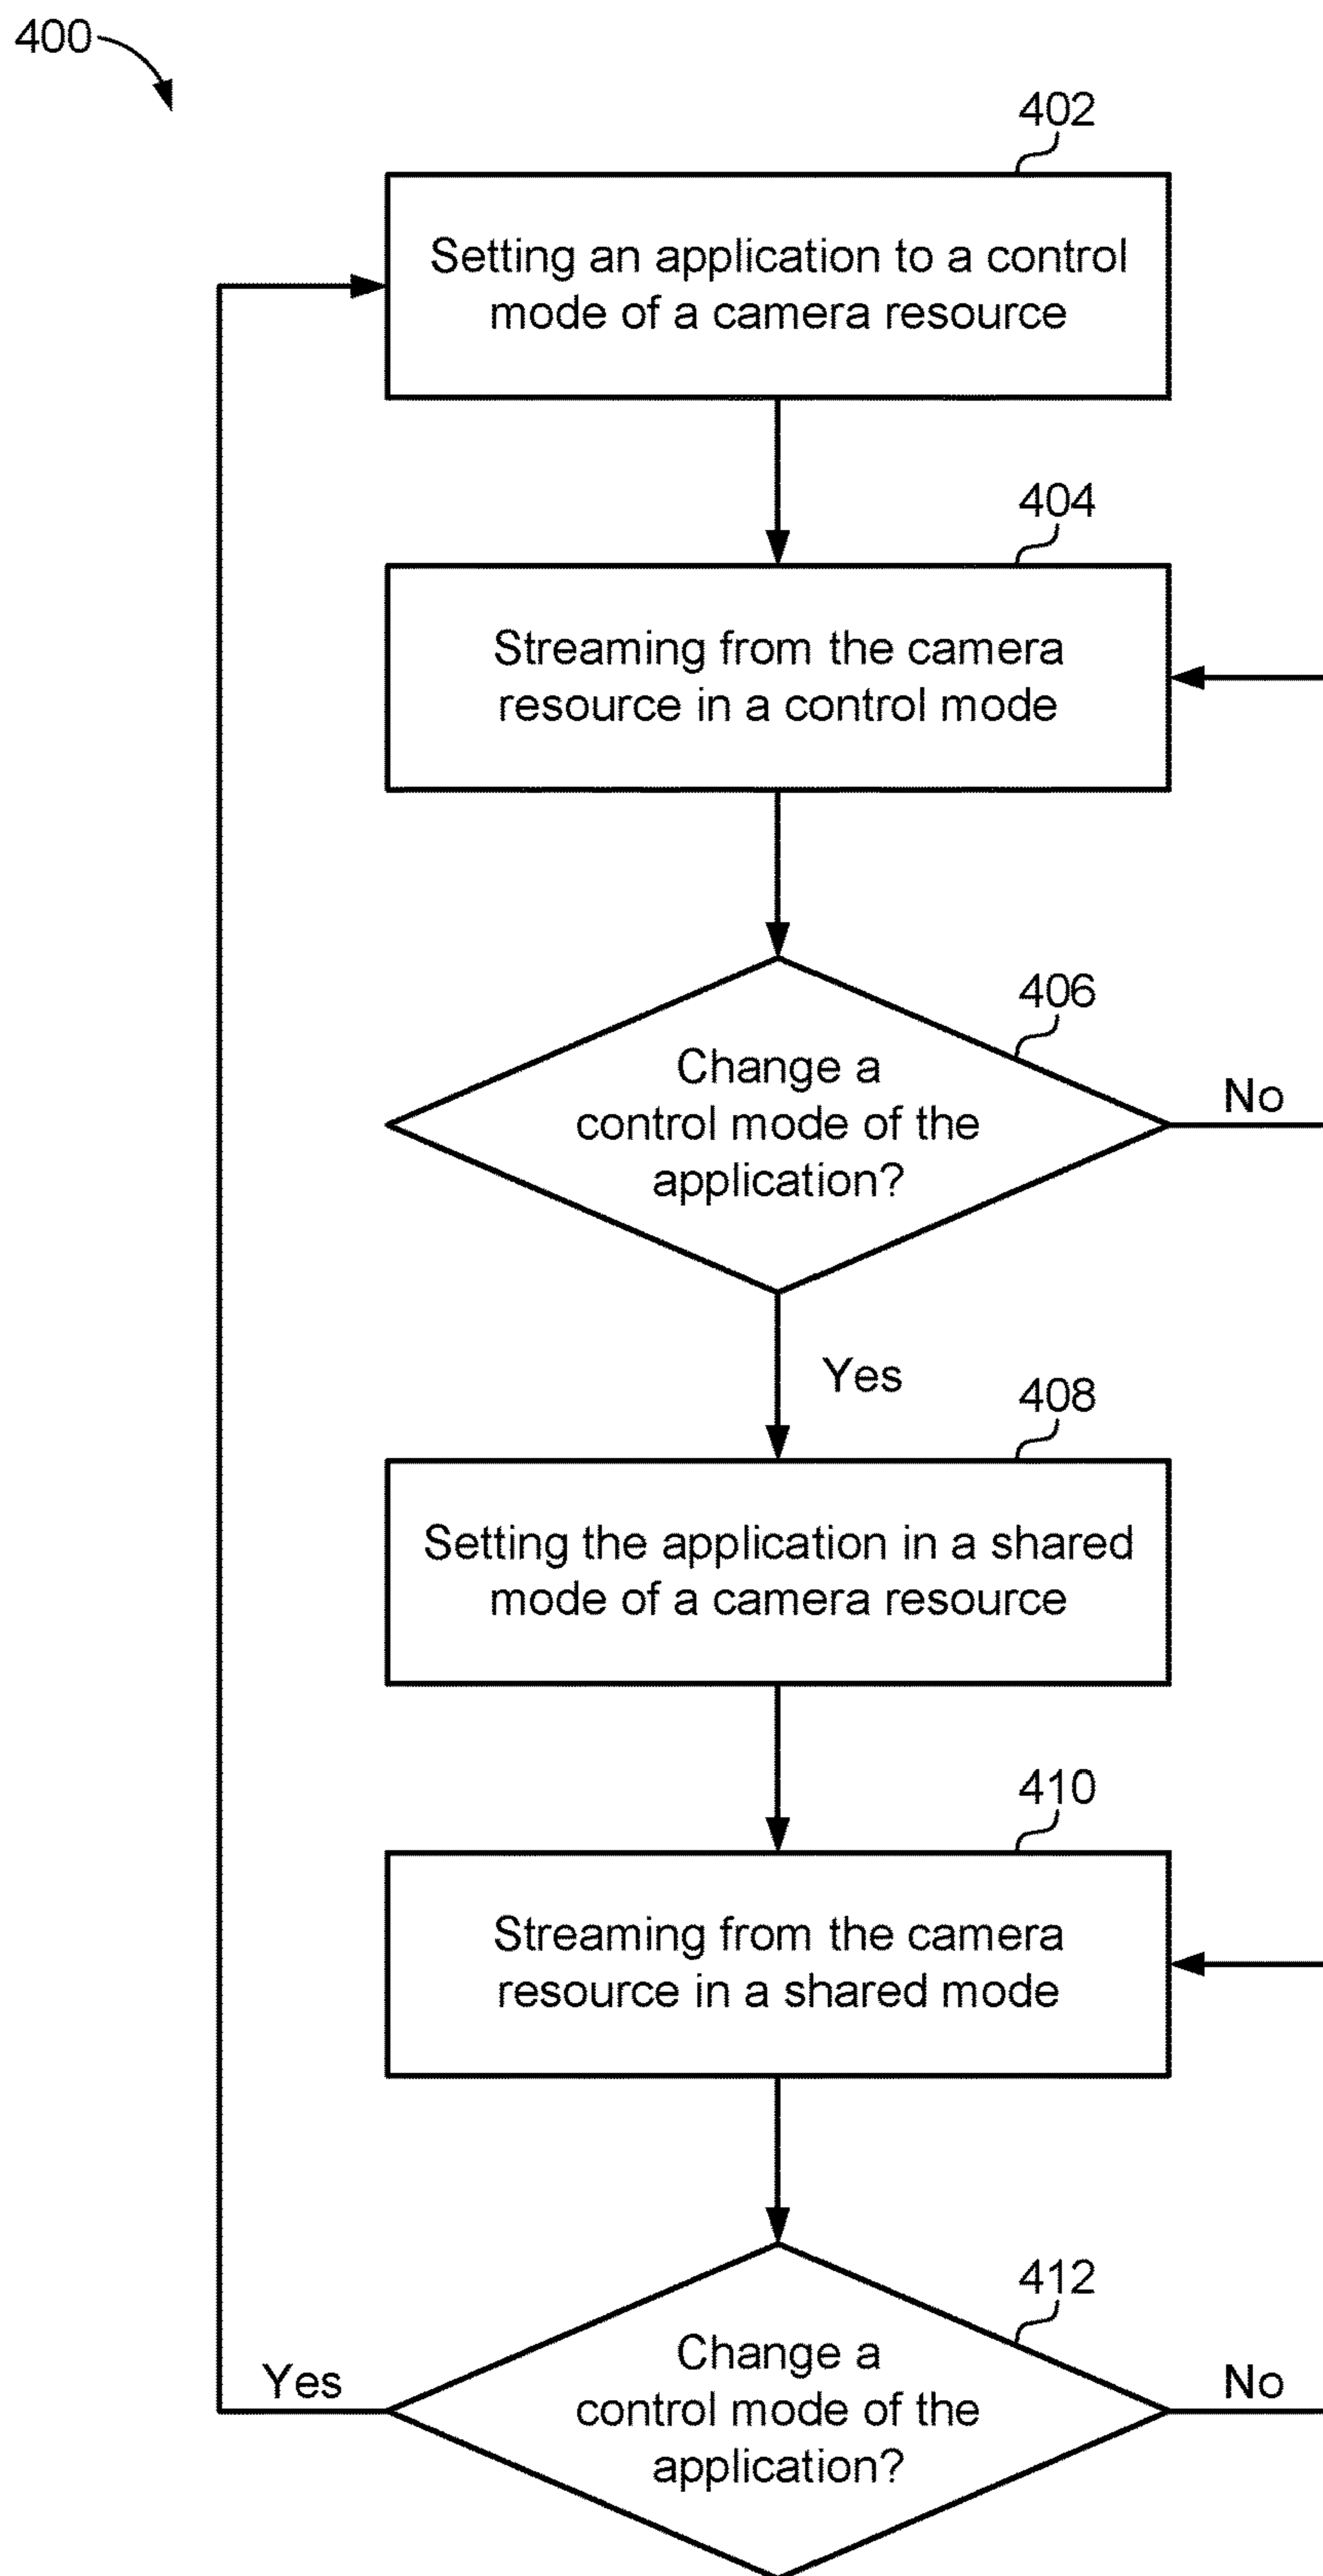 400
402
Setting an application to a control
mode of a camera resource
404
Streaming from the camera
resource in a control mode
406
Change a
control mode of the
application?
No
Yes
408
Setting the application in a shared
mode of a camera resource
410
Streaming from the camera
resource in a shared mode
412
Change a
control mode of the
application?
Yes
No